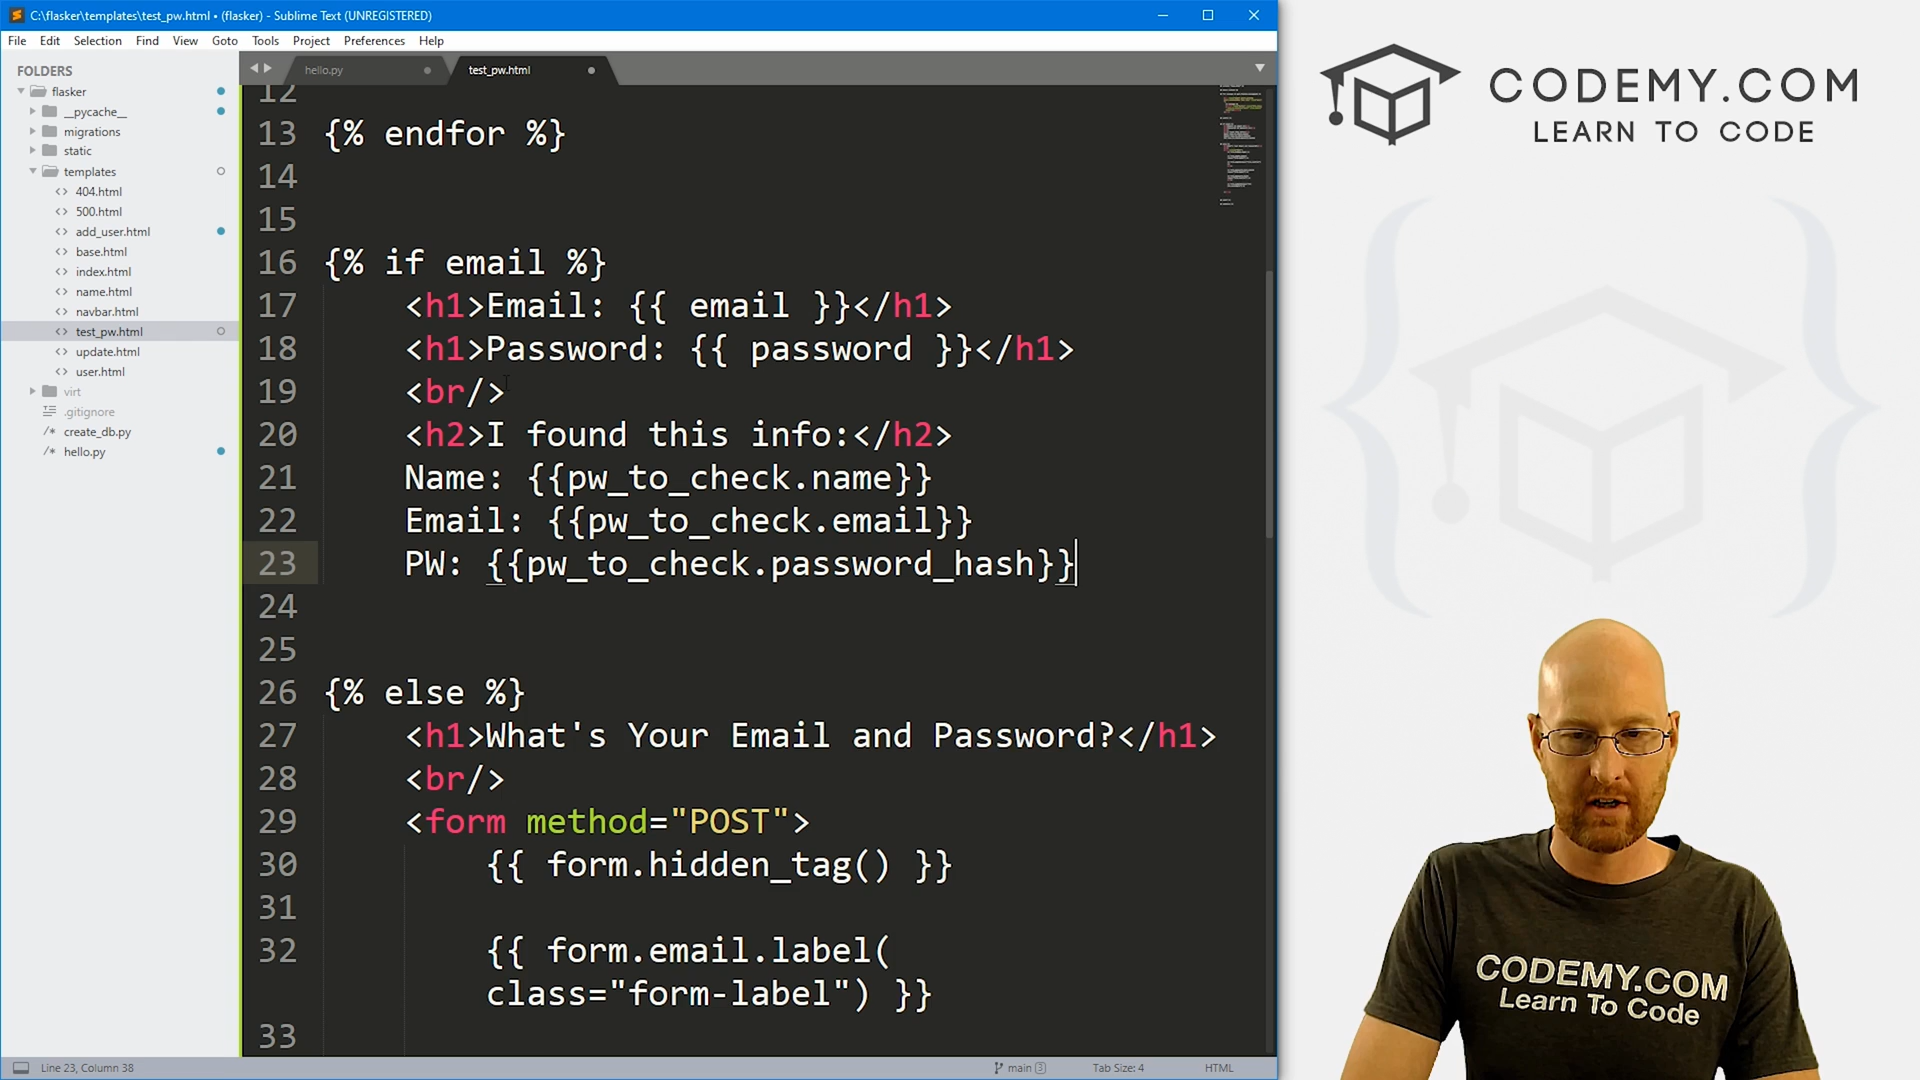 C:\flasker\templates\test_pw.html • (flasker) - Sublime Text (UNREGISTERED)
File Edit Selection Find View Goto Tools Project Preferences Help
FOLDERS
flasker
__pycache__
migrations
static
templates
404.html
500.html
add_user.html
base.html
index.html
name.html
navbar.html
test_pw.html
update.html
user.html
virt
.gitignore
create_db.py
hello.py
hello.py test_pw.html
12
13 {% endfor %}
14
15
16 {% if email %}
17 <h1>Email: {{ email }}</h1>
18 <h1>Password: {{ password }}</h1>
19 <br/>
20 <h2>I found this info:</h2>
21 Name: {{pw_to_check.name}}
22 Email: {{pw_to_check.email}}
23 PW: {{pw_to_check.password_hash}}
24
25
26 {% else %}
27 <h1>What's Your Email and Password?</h1>
28 <br/>
29 <form method="POST">
30 {{ form.hidden_tag() }}
31
32 {{ form.email.label(
class="form-label") }}
33
Line 23, Column 38
main 3
Tab Size: 4
HTML
CODEMY.COM
LEARN TO CODE
CODEMY.COM
Learn To Code